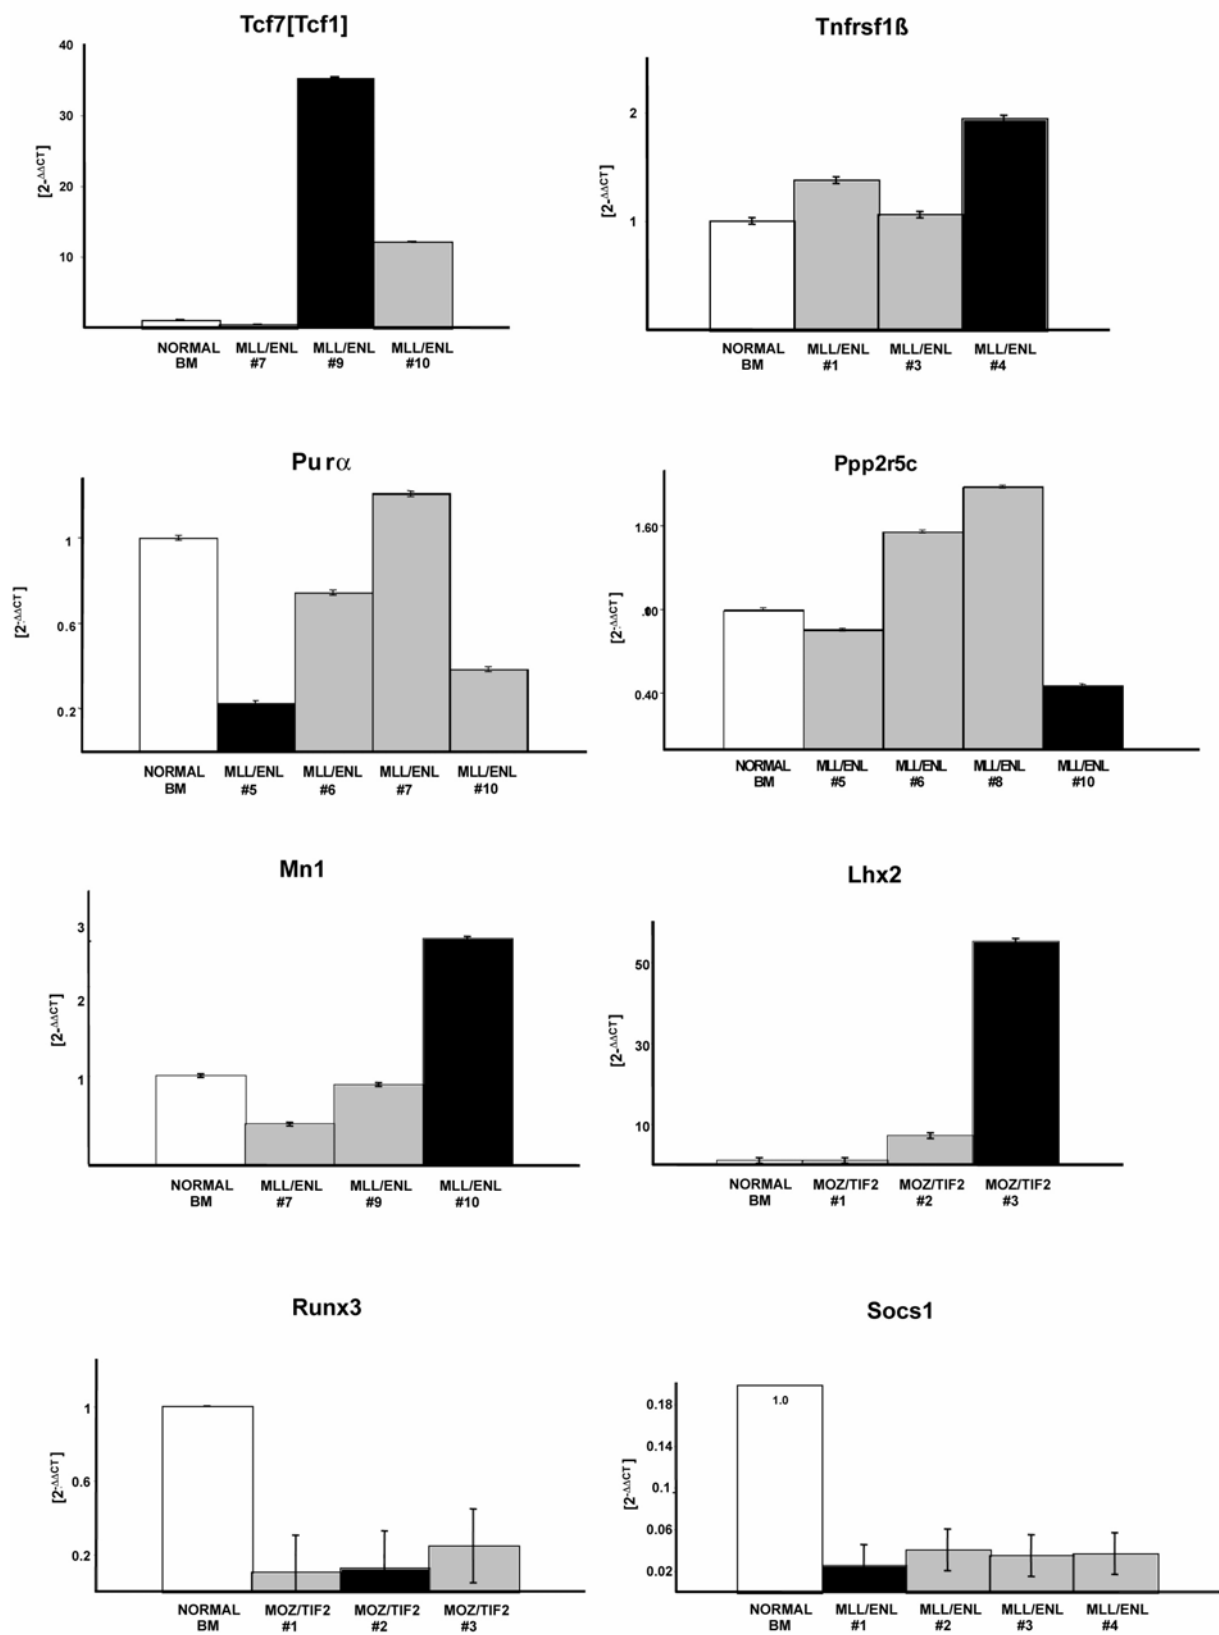 Tcf7[Tcf1]
40
30
20
10
[2-ΔΔCT]
NORMAL BM
MLL/ENL #7
MLL/ENL #9
MLL/ENL #10
Tnfrsf1ß
2
1
[2-ΔΔCT]
NORMAL BM
MLL/ENL #1
MLL/ENL #3
MLL/ENL #4
Purα
1
0.6
0.2
[2-ΔΔCT]
NORMAL BM
MLL/ENL #5
MLL/ENL #6
MLL/ENL #7
MLL/ENL #10
Ppp2r5c
1.60
.00
0.40
[2-ΔΔCT]
NORMAL BM
MLL/ENL #5
MLL/ENL #6
MLL/ENL #8
MLL/ENL #10
Mn1
3
2
1
[2-ΔΔCT]
NORMAL BM
MLL/ENL #7
MLL/ENL #9
MLL/ENL #10
Lhx2
50
30
10
[2-ΔΔCT]
NORMAL BM
MOZ/TIF2 #1
MOZ/TIF2 #2
MOZ/TIF2 #3
Runx3
1
0.6
0.2
[2-ΔΔCT]
NORMAL BM
MOZ/TIF2 #1
MOZ/TIF2 #2
MOZ/TIF2 #3
Socs1
1.0
0.18
0.14
0.1
0.06
0.02
[2-ΔΔCT]
NORMAL BM
MLL/ENL #1
MLL/ENL #2
MLL/ENL #3
MLL/ENL #4